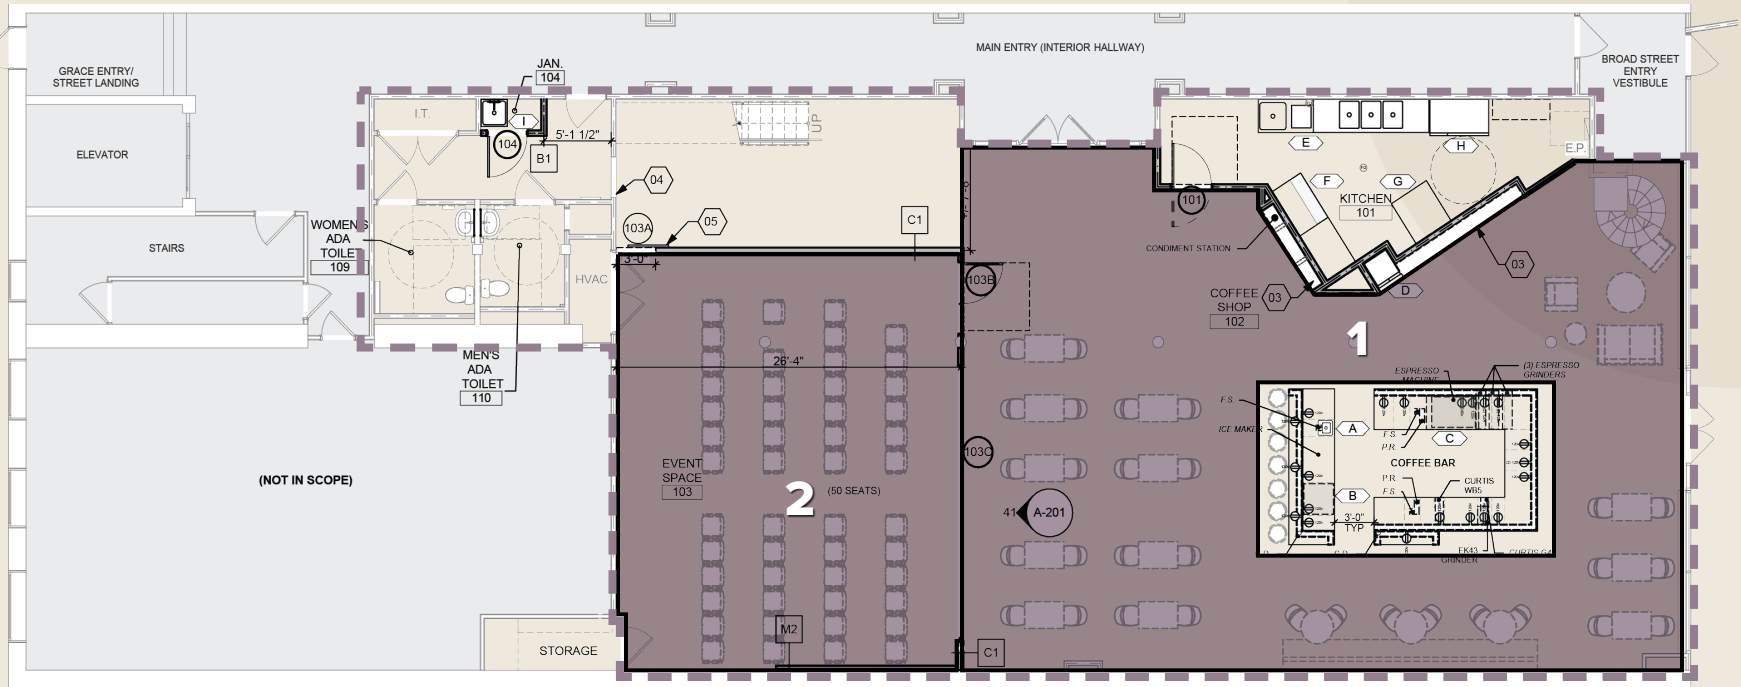 MAIN ENTRY (INTERIOR HALLWAY)
GRACE ENTRY/
STREET LANDING
BROAD STREET
ENTRY
VESTIBULE
JAN.
104
I.T.
I
5'-1 1/2"
UP
104
B1
ELEVATOR
E
H
E.P.
04
F
G
KITCHEN
101
101
C1
05
103A
WOMEN'S
ADA
TOILET
109
STAIRS
CONDIMENT STATION
3'-0"
HVAC
103B
03
COFFEE
SHOP
102
03
D
1
MEN'S
ADA
TOILET
110
26'-4"
ESPRESSO
MACHINE
(3) ESPRESSO
GRINDERS
F.S.
A
ICE MAKER
F.S.
P.R.
C
COFFEE BAR
103C
EVENT
SPACE
103
(NOT IN SCOPE)
2
(50 SEATS)
P.R.
F.S.
CURTIS
WB5
B
41
A-201
3'-0"
TYP
EK43
GRINDER
CURTIS G4
M2
C1
STORAGE